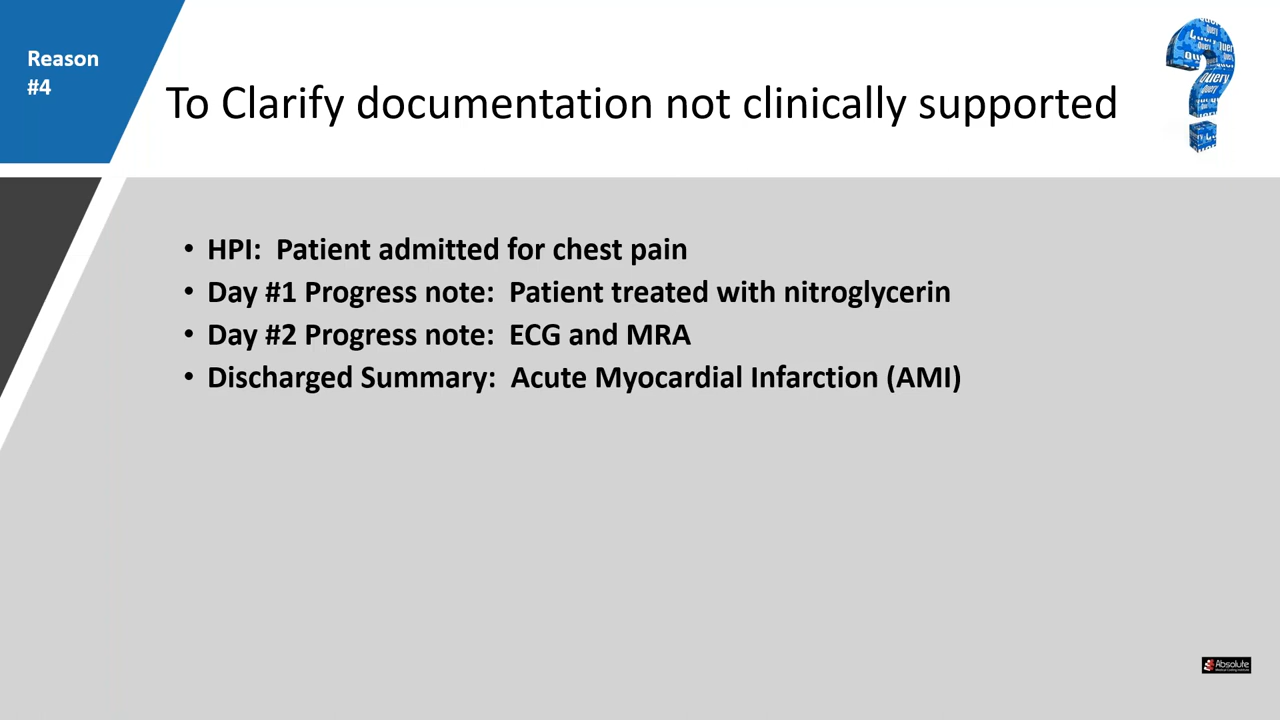 Reason
#4
To Clarify documentation not clinically supported
Query
• HPI: Patient admitted for chest pain
• Day #1 Progress note: Patient treated with nitroglycerin
• Day #2 Progress note: ECG and MRA
• Discharged Summary: Acute Myocardial Infarction (AMI)
Absolute